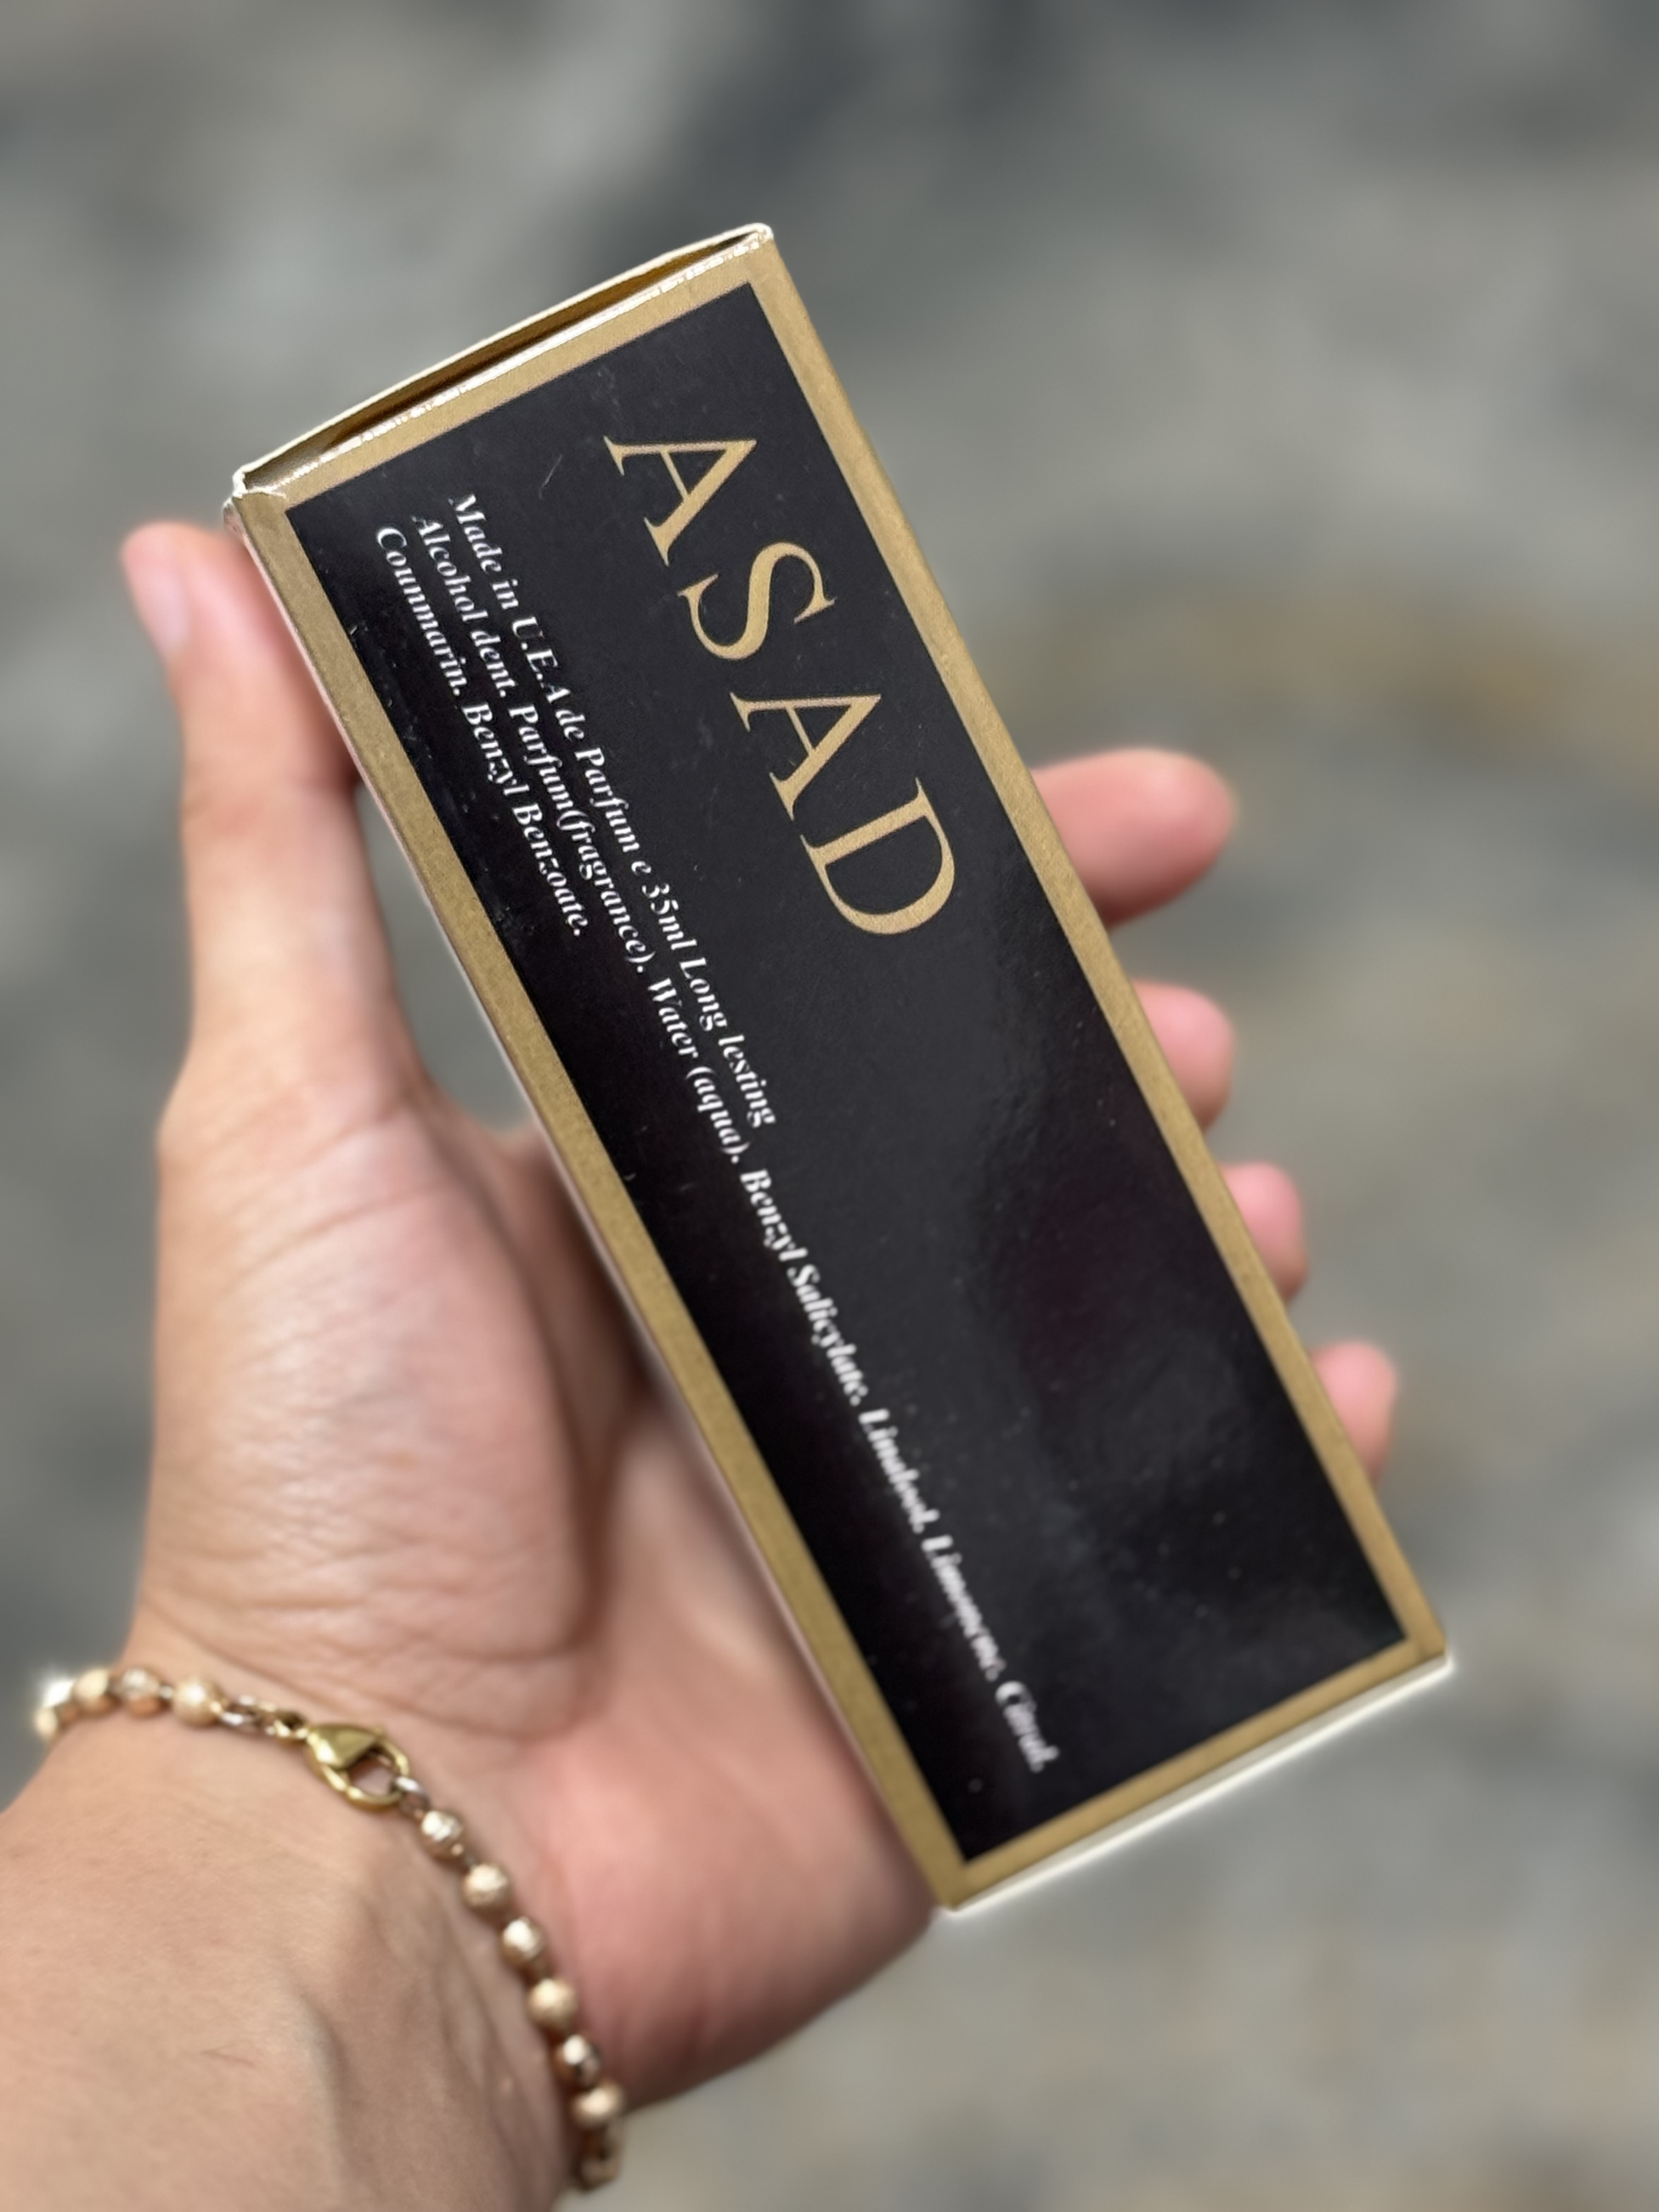 ASAD
Made in U.E.A de Parfum e 35ml Long lesting
Alcohol dent. Parfum(fragrance). Water (aqua). Benzyl Salicylate. Linalool. Limonene. Citral.
Counmarin. Benzyl Benzoate.